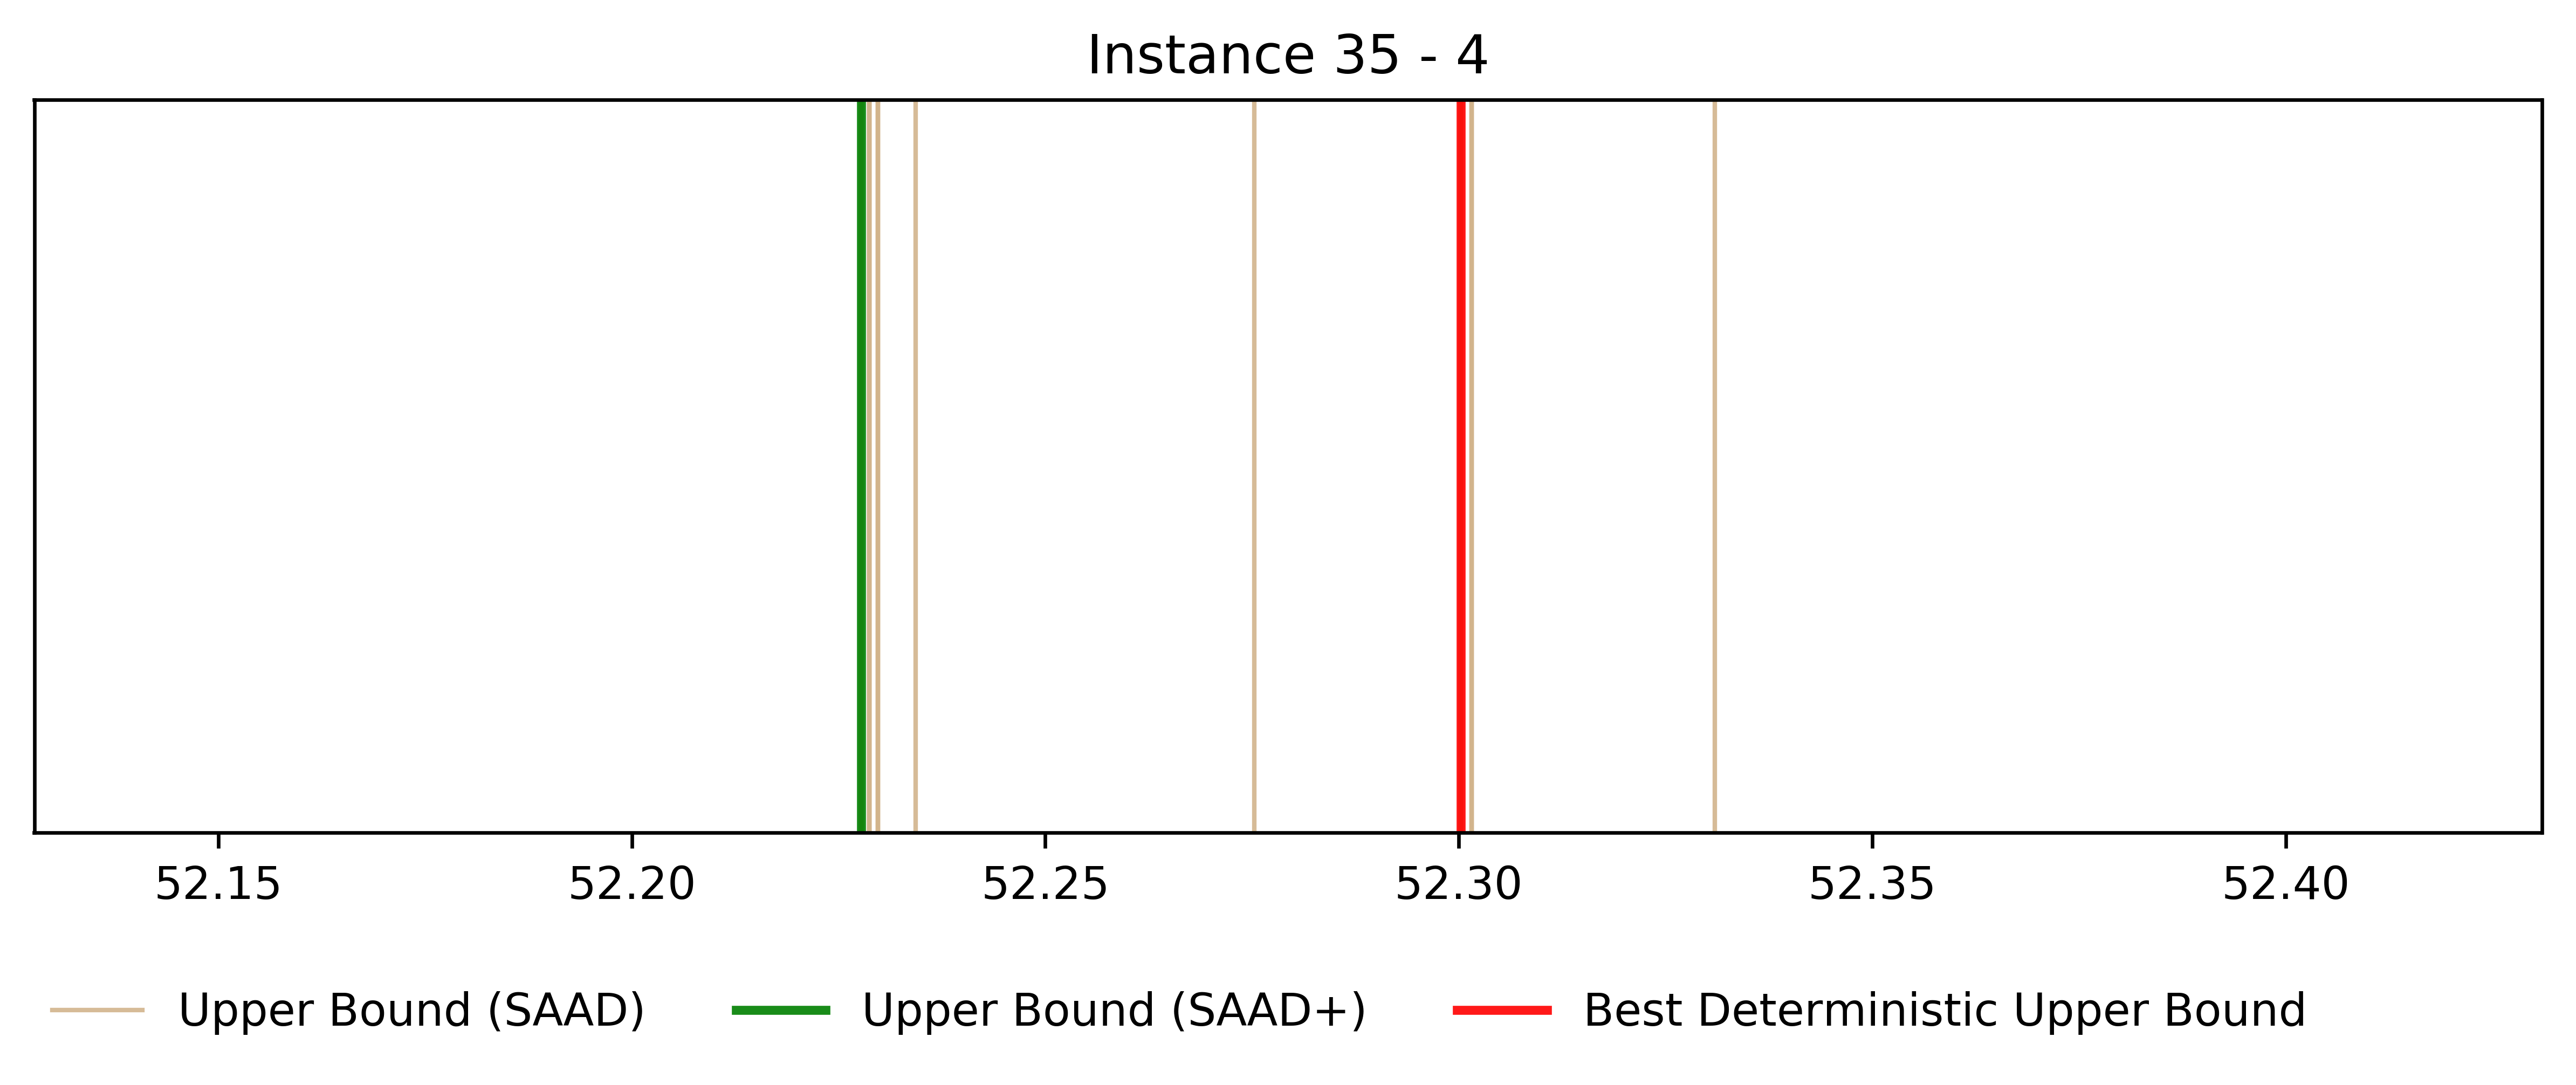 Instance 35 - 4
52.15 52.20 52.25 52.30 52.35 52.40
Upper Bound (SAAD) Upper Bound (SAAD+) Best Deterministic Upper Bound